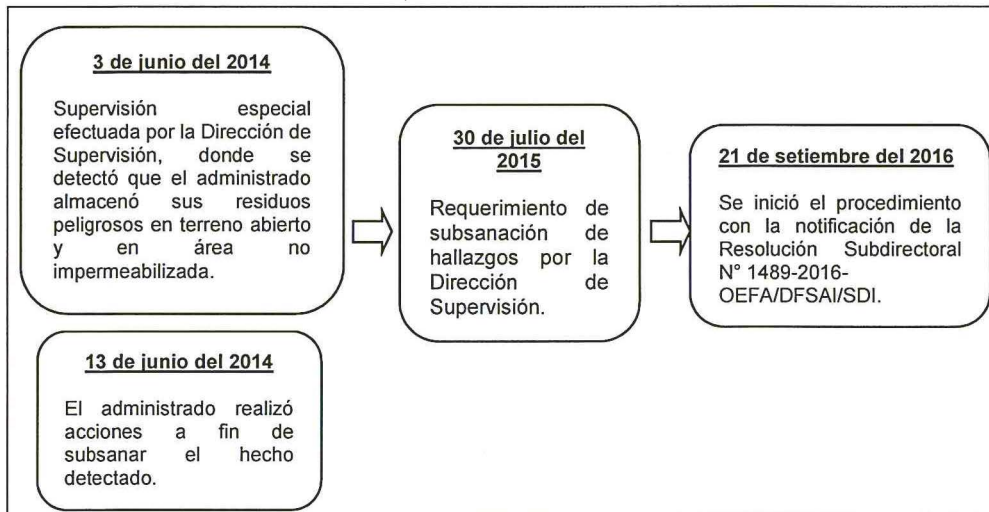 3 de junio del 2014
Supervisión especial
efectuada por la Dirección de
Supervisión, donde se
detectó que el administrado
almacenó sus residuos
peligrosos en terreno abierto
y en área no
impermeabilizada.
13 de junio del 2014
El administrado realizó
acciones a fin de
subsanar el hecho
detectado.
30 de julio del
2015
Requerimiento de
subsanación de
hallazgos por la
Dirección de
Supervisión.
21 de setiembre del 2016
Se inició el procedimiento
con la notificación de la
Resolución Subdirectoral
N° 1489-2016-
OEFA/DFSAI/SDI.